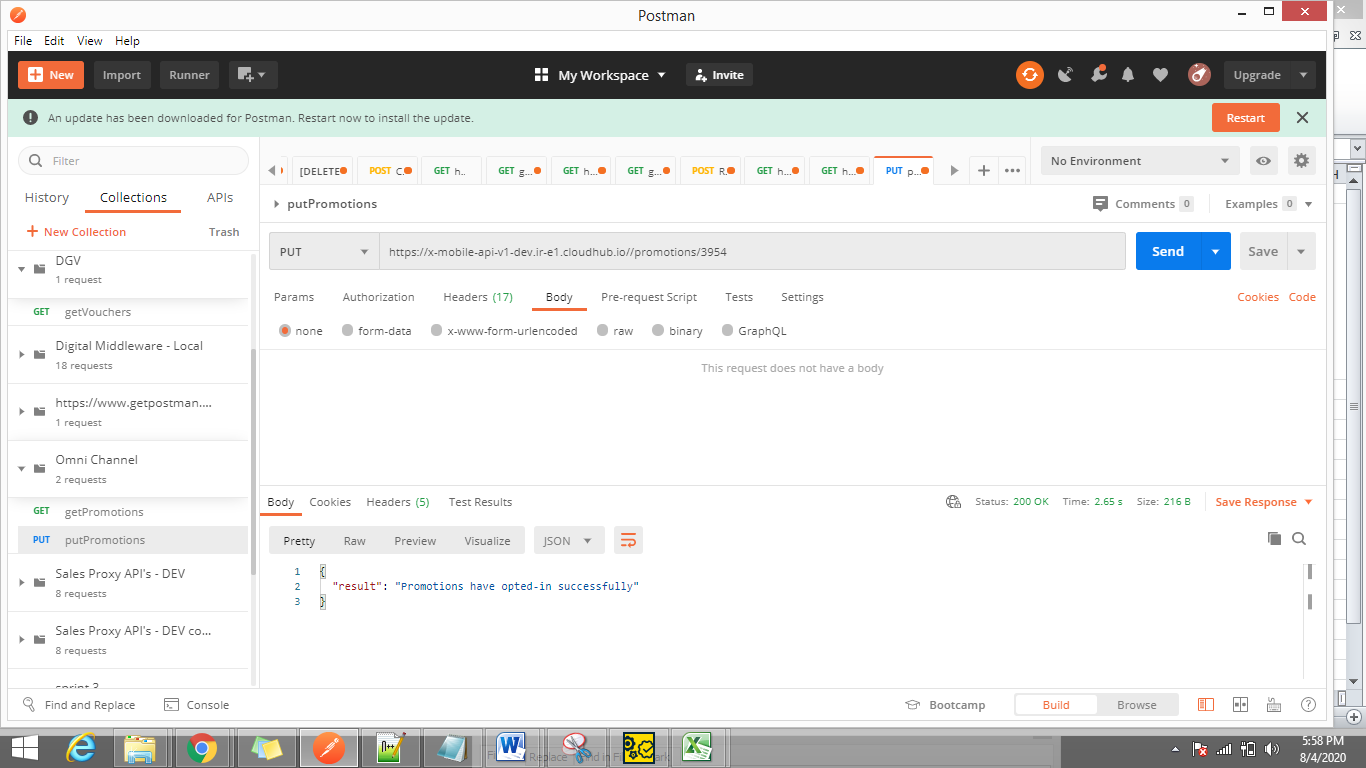 Postman
File Edit View Help
New Import Runner My Workspace Invite Upgrade
An update has been downloaded for Postman. Restart now to install the update. Restart
Filter
History Collections APIs
New Collection Trash
DGV
1 request
GET getVouchers
Digital Middleware - Local
18 requests
https://www.getpostman....
1 request
Omni Channel
2 requests
GET getPromotions
PUT putPromotions
Sales Proxy API's - DEV
8 requests
Sales Proxy API's - DEV co...
8 requests
sprint 3
[DELETE POST C... GET h.. GET g... GET h... GET g... POST R... GET h... GET h... PUT p... No Environment
putPromotions Comments 0 Examples 0
PUT https://x-mobile-api-v1-dev.ir-e1.cloudhub.io//promotions/3954 Send Save
Params Authorization Headers (17) Body Pre-request Script Tests Settings Cookies Code
none form-data x-www-form-urlencoded raw binary GraphQL
This request does not have a body
Body Cookies Headers (5) Test Results Status: 200 OK Time: 2.65 s Size: 216 B Save Response
Pretty Raw Preview Visualize JSON
1 {
2 "result": "Promotions have opted-in successfully"
3 }
Find and Replace Console Bootcamp Build Browse
5:58 PM
8/4/2020